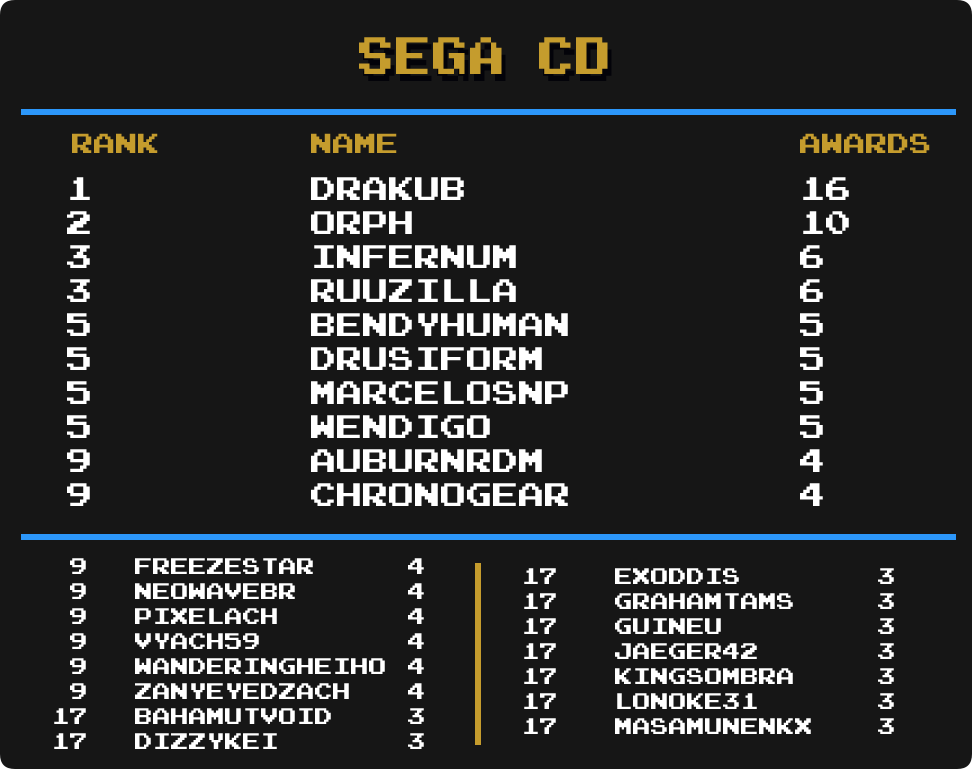 SEGA CD
RANK NAME AWARDS
1 DRAKUB 16
2 ORPH 10
3 INFERNUM 6
3 RUUZILLA 6
5 BENDYHUMAN 5
5 DRUSIFORM 5
5 MARCELOSNP 5
5 WENDIGO 5
9 AUBURNRDM 4
9 CHRONOGEAR 4
9 FREEZESTAR 4
9 NEOWAVEBR 4
9 PIXELACH 4
9 VYACH59 4
9 WANDERINGHEIHO 4
9 ZANYEYEDZACH 4
17 BAHAMUTVOID 3
17 DIZZYKEI 3
17 EXODDIS 3
17 GRAHAMTAMS 3
17 GUINEU 3
17 JAEGER42 3
17 KINGSOMBRA 3
17 LONOKE31 3
17 MASAMUNENKX 3